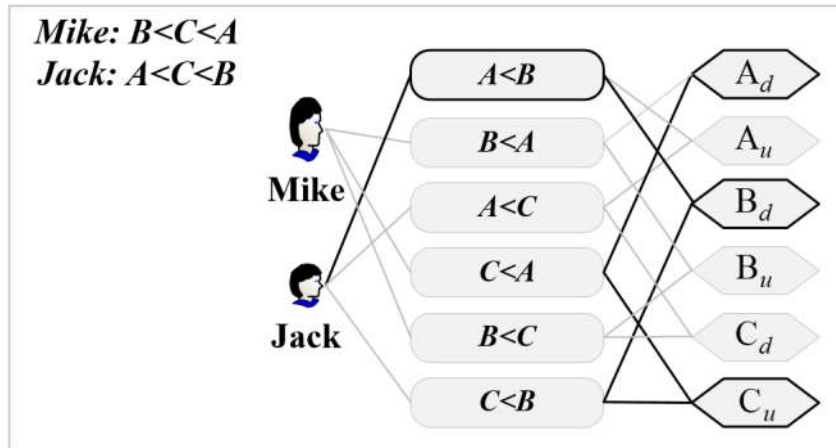 Mike: B<C<A
Jack: A<C<B
Mike
Jack
A<B
B<A
A<C
C<A
B<C
C<B
A_d
A_u
B_d
B_u
C_d
C_u